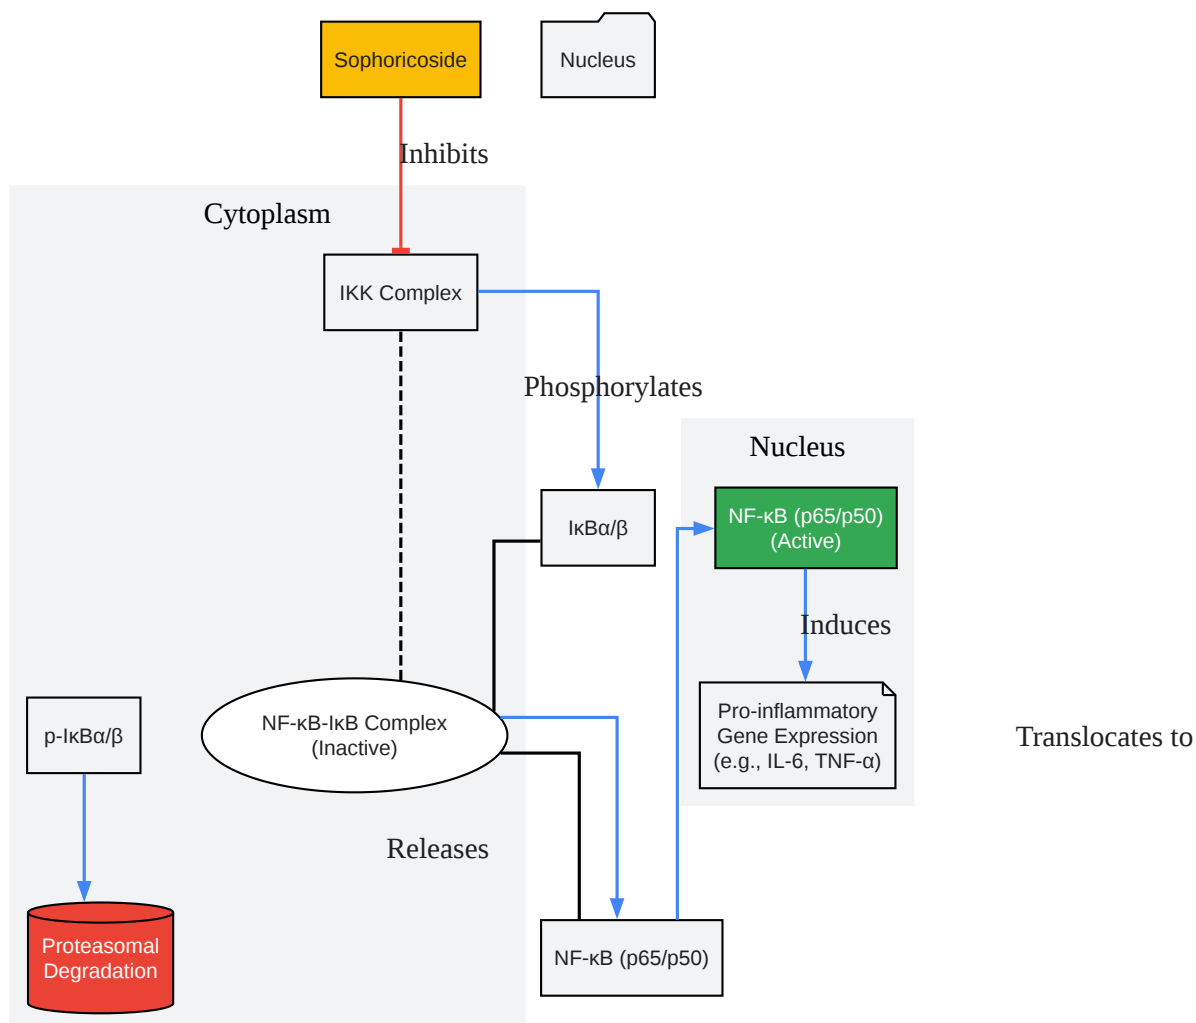 Sophoricoside
Nucleus
Inhibits
Cytoplasm
IKK Complex
Phosphorylates
Nucleus
NF-κB (p65/p50)
(Active)
IκBα/β
Induces
p-IκBα/β
NF-κB-IκB Complex
(Inactive)
Pro-inflammatory
Gene Expression
(e.g., IL-6, TNF-α)
Translocates to
Releases
Proteasomal
Degradation
NF-κB (p65/p50)